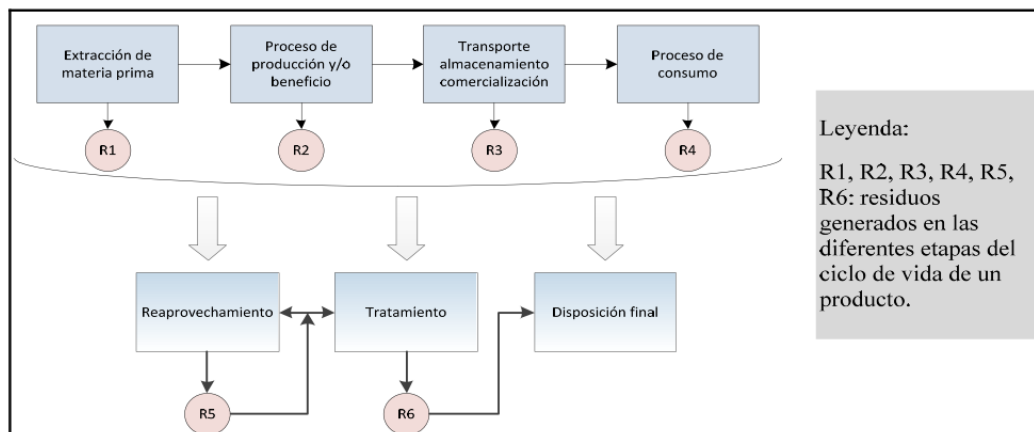 Extracción de
materia prima
Proceso de
producción y/o
beneficio
Transporte
almacenamiento
comercialización
Proceso de
consumo
R1
R2
R3
R4
Leyenda:
R1, R2, R3, R4, R5,
R6: residuos
generados en las
diferentes etapas del
ciclo de vida de un
producto.
Reaprovechamiento
Tratamiento
Disposición final
R5
R6